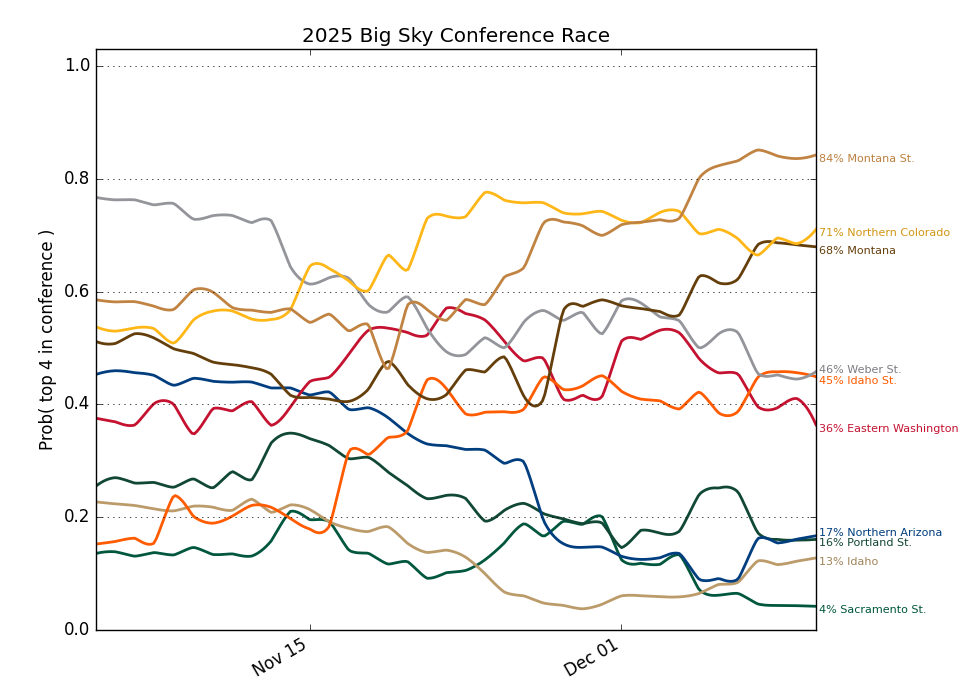 2025 Big Sky Conference Race
Prob( top 4 in conference )
1.0
0.8
0.6
0.4
0.2
0.0
Nov 15
Dec 01
84% Montana St.
71% Northern Colorado
68% Montana
46% Weber St.
45% Idaho St.
36% Eastern Washington
17% Northern Arizona
16% Portland St.
13% Idaho
4% Sacramento St.